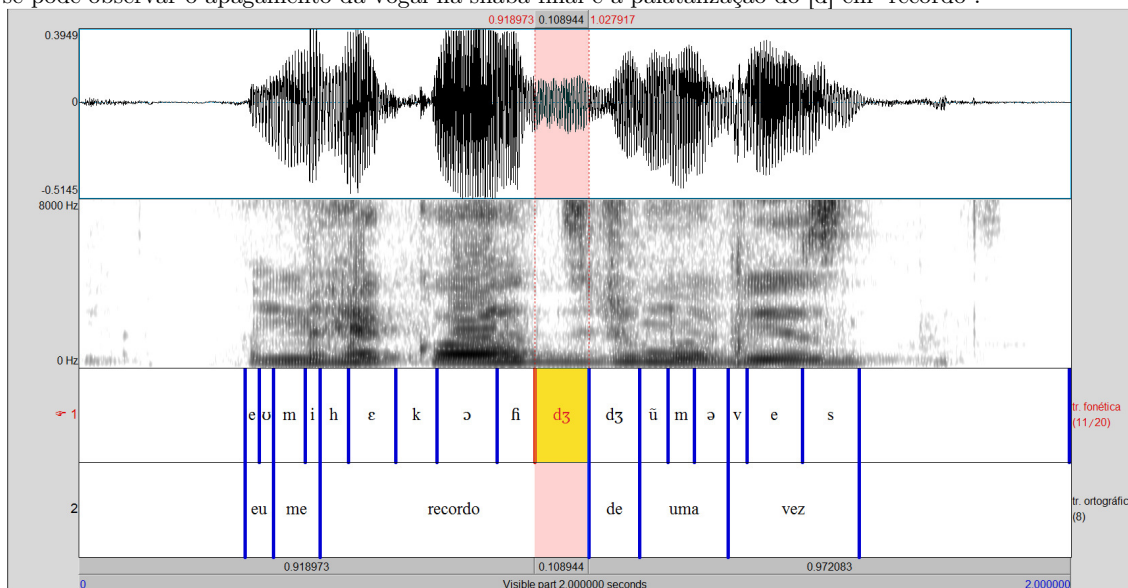 se pode observar o apagamento da vogal na sílaba final e a palatalização do [d] em "recordo".
0.918973 0.108944 1.027917
0.3949
0
-0.5145
8000 Hz
0 Hz
☞ 1 e ʊ m i h ɛ k ɔ ɦ dʒ dʒ ũ m ə v e s tr. fonética
(11/20)
2 eu me recordo de uma vez tr. ortográfic
(8)
0.918973 0.108944 0.972083
0 Visible part 2.000000 seconds 2.000000